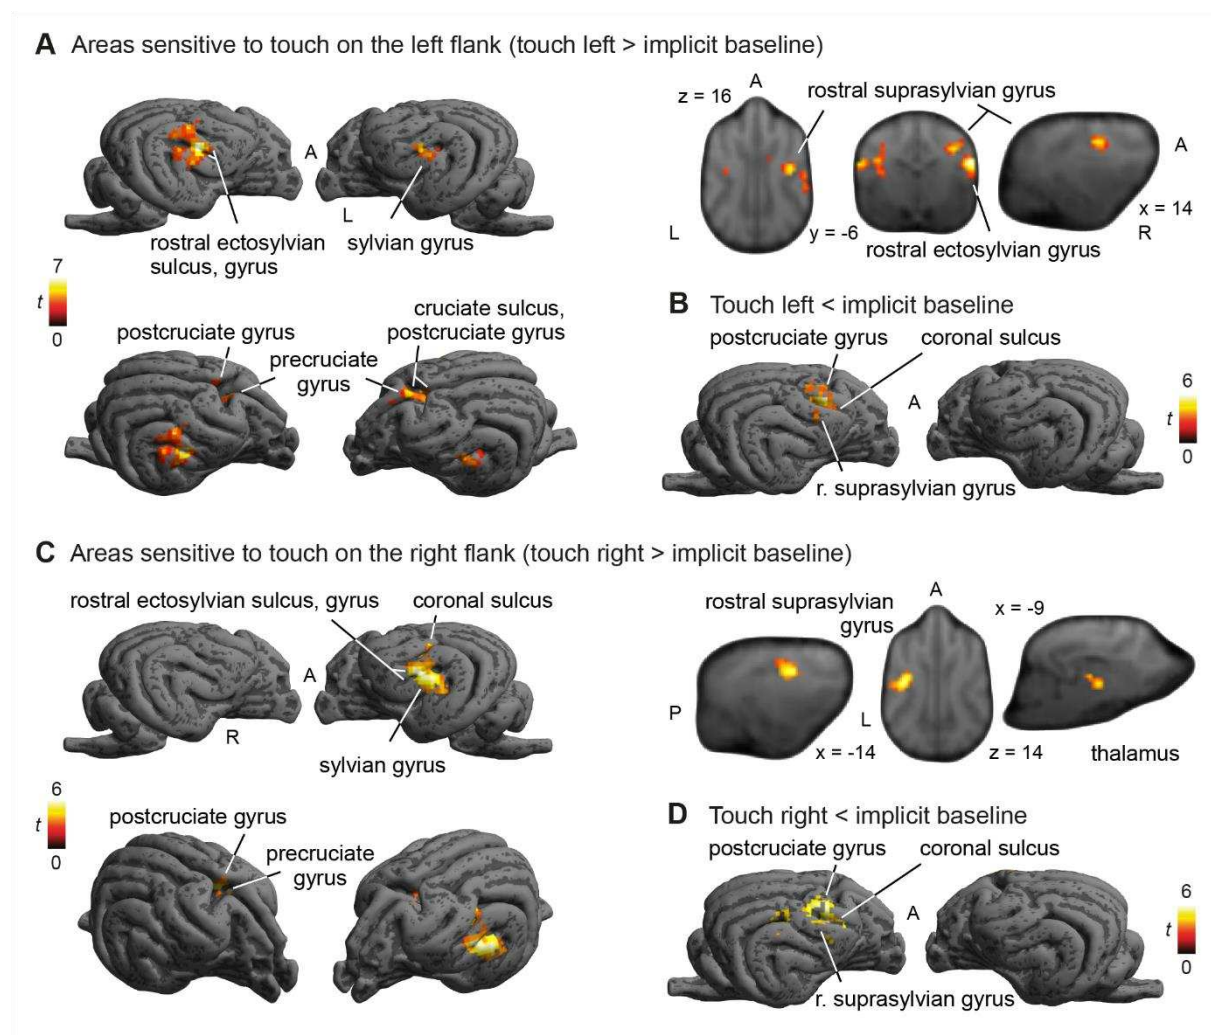 A Areas sensitive to touch on the left flank (touch left > implicit baseline)
A
L
rostral ectosylvian
sulcus, gyrus
sylvian gyrus
7
t
0
postcruciate gyrus
precruciate
gyrus
cruciate sulcus,
postcruciate gyrus
z = 16
A
rostral suprasylvian gyrus
A
L
y = -6
x = 14
R
rostral ectosylvian gyrus
B Touch left < implicit baseline
postcruciate gyrus
coronal sulcus
A
6
t
0
r. suprasylvian gyrus
C Areas sensitive to touch on the right flank (touch right > implicit baseline)
rostral ectosylvian sulcus, gyrus
coronal sulcus
A
R
sylvian gyrus
6
t
0
postcruciate gyrus
precruciate
gyrus
rostral suprasylvian
gyrus
A
x = -9
P
L
x = -14
z = 14
thalamus
D Touch right < implicit baseline
postcruciate gyrus
coronal sulcus
A
6
t
0
r. suprasylvian gyrus